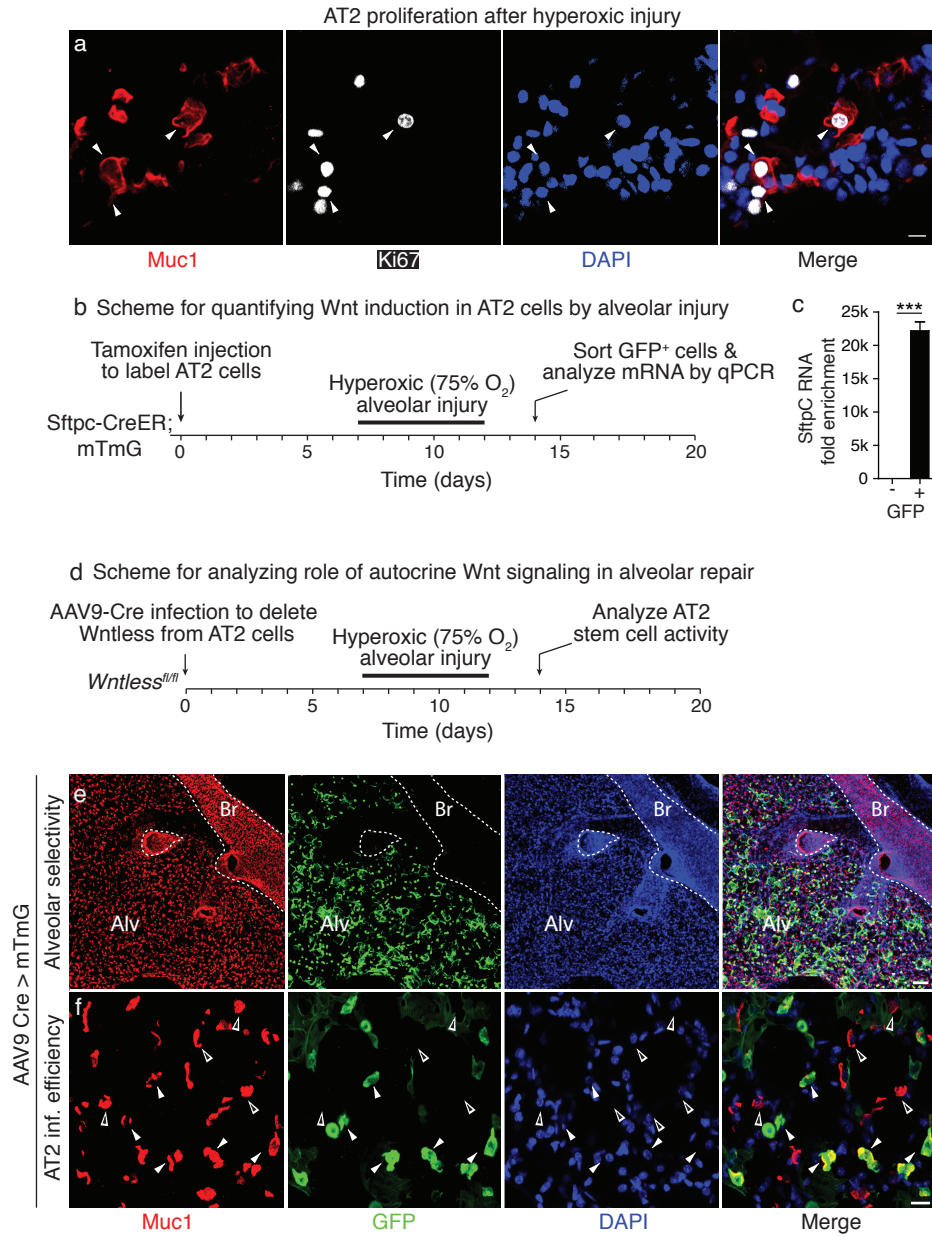 AT2 proliferation after hyperoxic injury
a
Muc1
Ki67
DAPI
Merge
b Scheme for quantifying Wnt induction in AT2 cells by alveolar injury
Tamoxifen injection
to label AT2 cells
Hyperoxic (75% O₂)
alveolar injury
Sort GFP⁺ cells &
analyze mRNA by qPCR
Sftpc-CreER;
mTmG
0 5 10 15 20
Time (days)
c
SftpC RNA
fold enrichment
25k
20k
15k
10k
5k
0
***
- +
GFP
d Scheme for analyzing role of autocrine Wnt signaling in alveolar repair
AAV9-Cre infection to delete
Wntless from AT2 cells
Hyperoxic (75% O₂)
alveolar injury
Analyze AT2
stem cell activity
Wntless^fl/fl
0 5 10 15 20
Time (days)
AAV9 Cre > mTmG
Alveolar selectivity
e
Br
Alv
Br
Alv
Br
Alv
Br
Alv
AT2 inf. efficiency
f
Muc1
GFP
DAPI
Merge